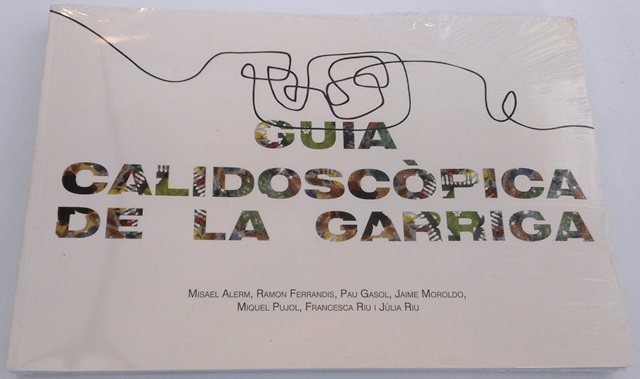 GUIA
CALIDOSCÒPICA
DE LA GARRIGA
MISAEL ALERM, RAMON FERRANDIS, PAU GASOL, JAIME MOROLDO,
MIQUEL PUJOL, FRANCESCA RIU I JÚLIA RIU